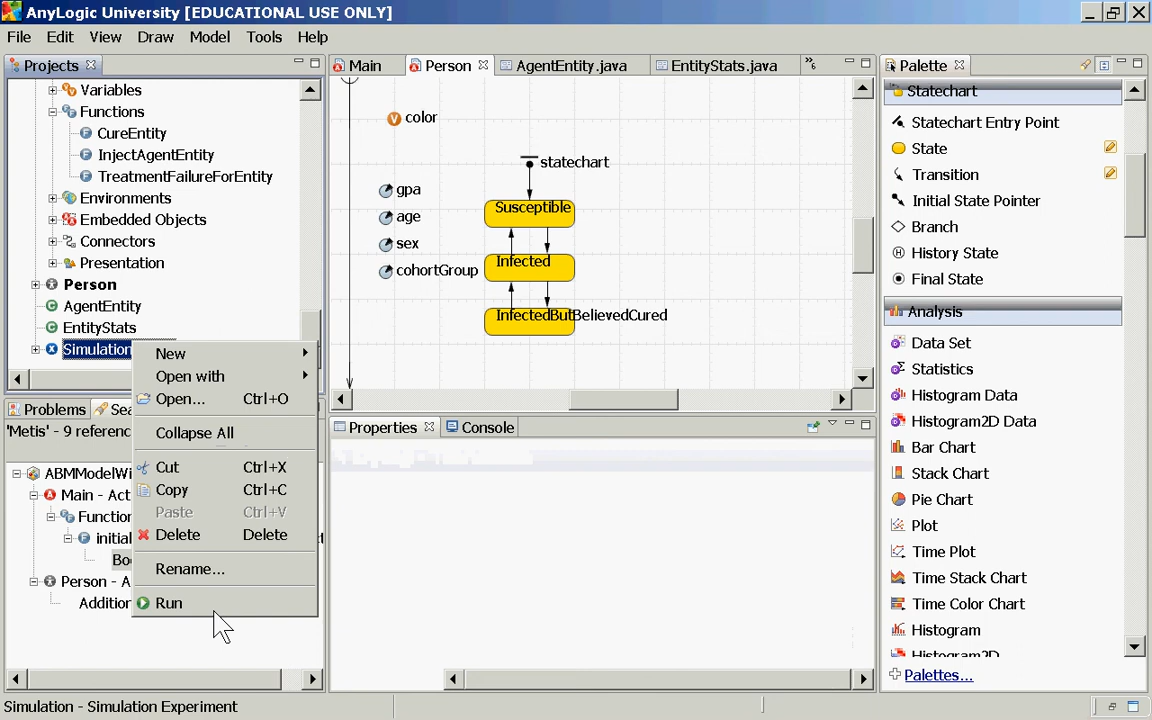 AnyLogic University [EDUCATIONAL USE ONLY]
File Edit View Draw Model Tools Help
Projects
Variables
Functions
CureEntity
InjectAgentEntity
TreatmentFailureForEntity
Environments
Embedded Objects
Connectors
Presentation
Person
AgentEntity
EntityStats
Simulation
New
Open with
Open... Ctrl+O
Collapse All
Cut Ctrl+X
Copy Ctrl+C
Paste Ctrl+V
Delete Delete
Rename...
Run
Problems Sea
'Metis' - 9 referenc
ABMModelWi
Main - Act
Function
initial
Bo
Person - A
Addition
Main Person AgentEntity.java EntityStats.java
color
statechart
gpa
Susceptible
age
sex
Infected
cohortGroup
InfectedButBelievedCured
Properties Console
Palette
Statechart
Statechart Entry Point
State
Transition
Initial State Pointer
Branch
History State
Final State
Analysis
Data Set
Statistics
Histogram Data
Histogram2D Data
Bar Chart
Stack Chart
Pie Chart
Plot
Time Plot
Time Stack Chart
Time Color Chart
Histogram
Histogram2D
Palettes...
Simulation - Simulation Experiment